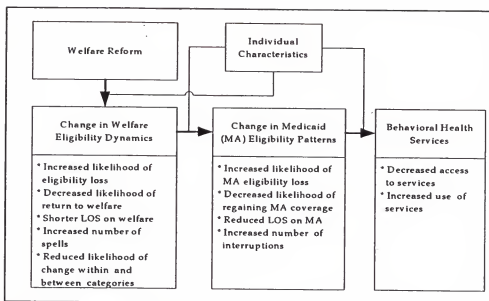 Welfare Reform
Individual
Characteristics
Change in Welfare
Eligibility Dynamics
* Increased likelihood of
eligibility loss
* Decreased likelihood of
return to welfare
* Shorter LOS on welfare
* Increased number of
spells
* Reduced likelihood of
change within and
between categories
Change in Medicaid
(MA) Eligibility Patterns
* Increased likelihood of
MA eligibility loss
* Decreased likelihood of
regaining MA coverage
* Reduced LOS on MA
* Increased number of
interruptions
Behavioral Health
Services
* Decreased access
to services
* Increased use of
services